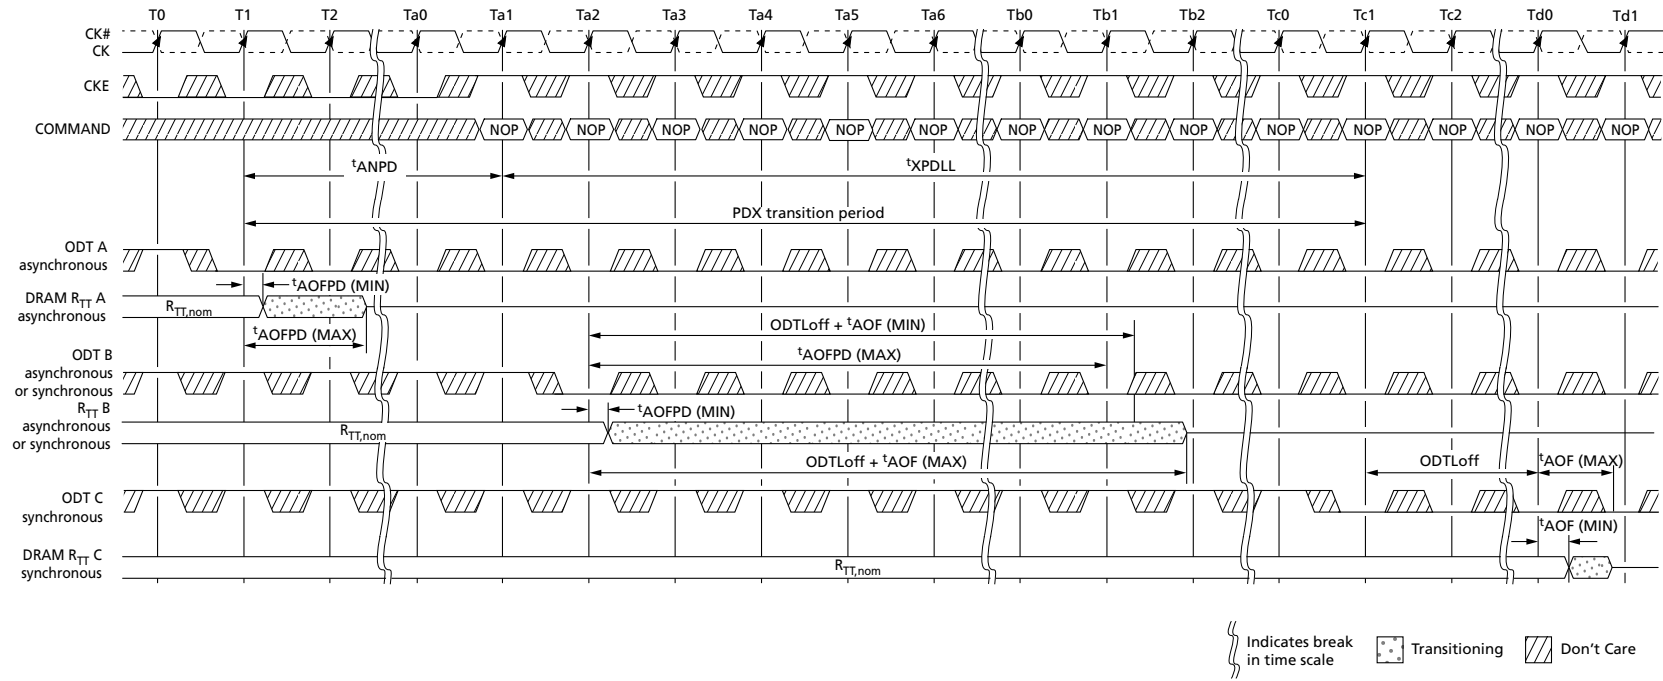 T0 T1 T2 Ta0 Ta1 Ta2 Ta3 Ta4 Ta5 Ta6 Tb0 Tb1 Tb2 Tc0 Tc1 Tc2 Td0 Td1
CK#
CK
CKE
COMMAND NOP NOP NOP NOP NOP NOP NOP NOP NOP NOP NOP NOP NOP NOP
tANPD tXPDLL
PDX transition period
ODT A
asynchronous
tAOFPD (MIN)
DRAM RTT A
asynchronous
RTT,nom
tAOFPD (MAX)
ODTLoff + tAOF (MIN)
tAOFPD (MAX)
ODT B
asynchronous
or synchronous
tAOFPD (MIN)
RTT B
asynchronous
or synchronous
RTT,nom
ODTLoff + tAOF (MAX)
ODTLoff tAOF (MAX)
ODT C
synchronous
tAOF (MIN)
DRAM RTT C
synchronous
RTT,nom
Indicates break
in time scale
Transitioning
Don't Care